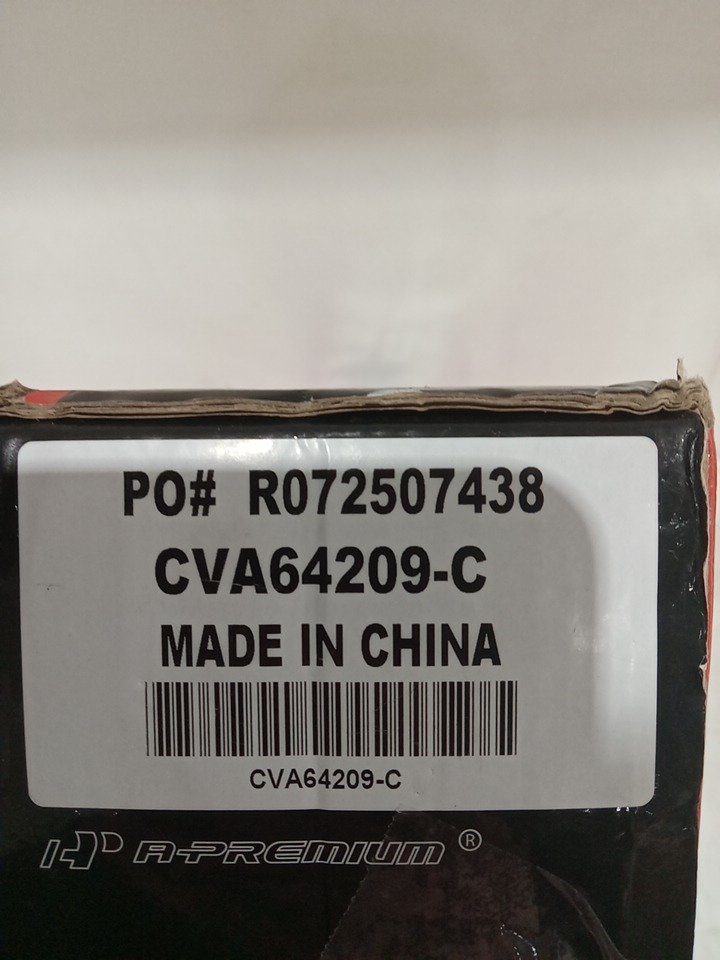 PO# R072507438
CVA64209-C
MADE IN CHINA
CVA64209-C
A-PREMIUM ®